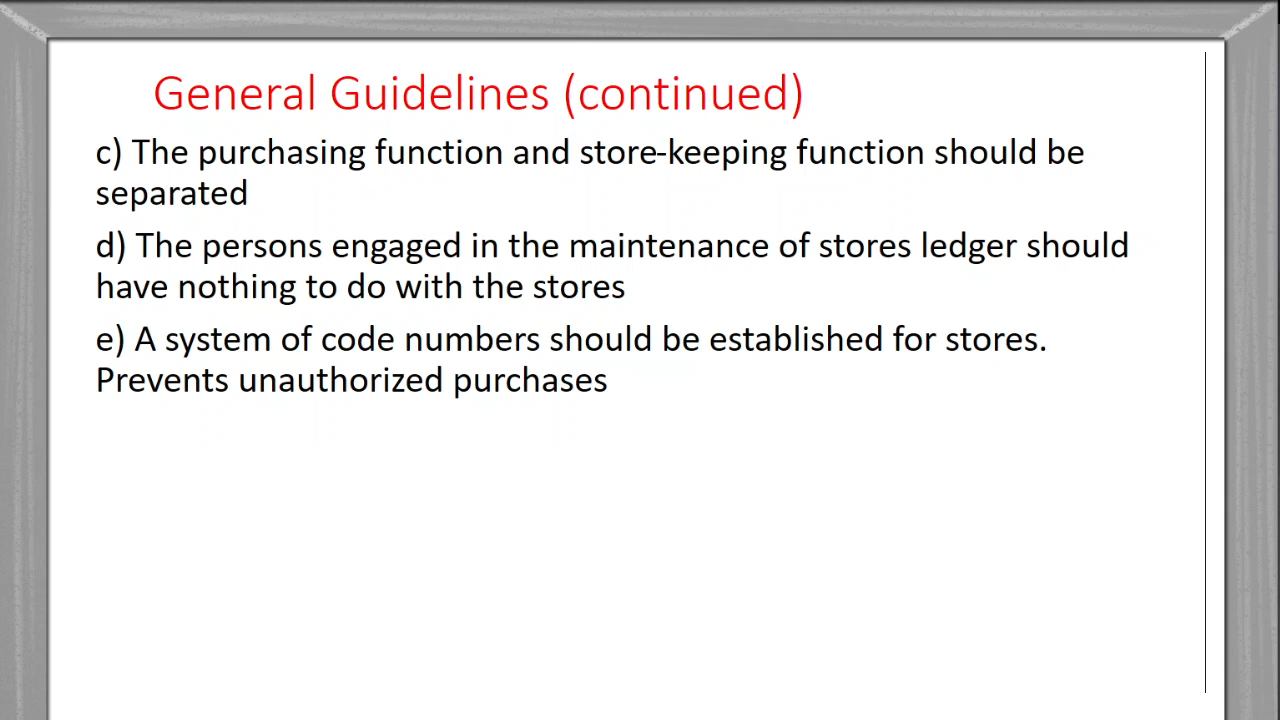 General Guidelines (continued)
c) The purchasing function and store-keeping function should be
separated
d) The persons engaged in the maintenance of stores ledger should
have nothing to do with the stores
e) A system of code numbers should be established for stores.
Prevents unauthorized purchases